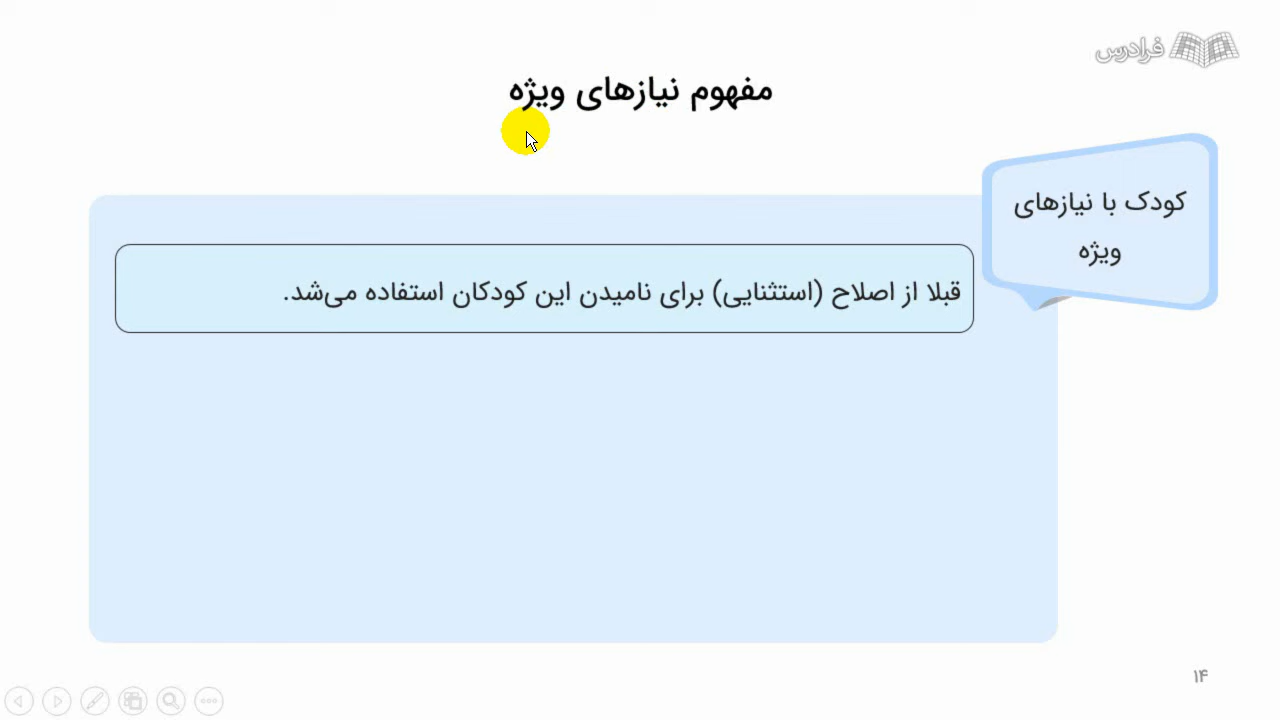 فرادرس
مفهوم نیازهای ویژه
کودک با نیازهای
ویژه
قبلا از اصلاح (استثنایی) برای نامیدن این کودکان استفاده می‌شد.
۱۴